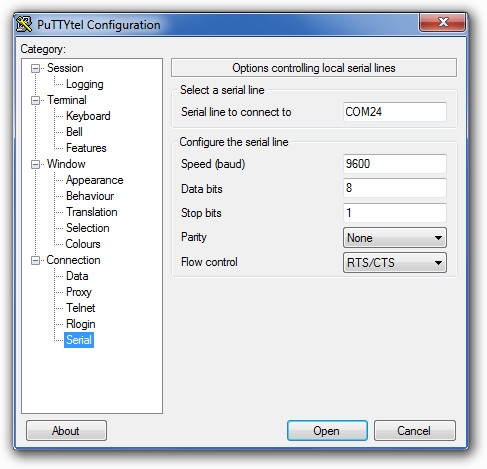 PuTTYtel Configuration
Category:
Session
Logging
Terminal
Keyboard
Bell
Features
Window
Appearance
Behaviour
Translation
Selection
Colours
Connection
Data
Proxy
Telnet
Rlogin
Serial
Options controlling local serial lines
Select a serial line
Serial line to connect to COM24
Configure the serial line
Speed (baud) 9600
Data bits 8
Stop bits 1
Parity None
Flow control RTS/CTS
About Open Cancel